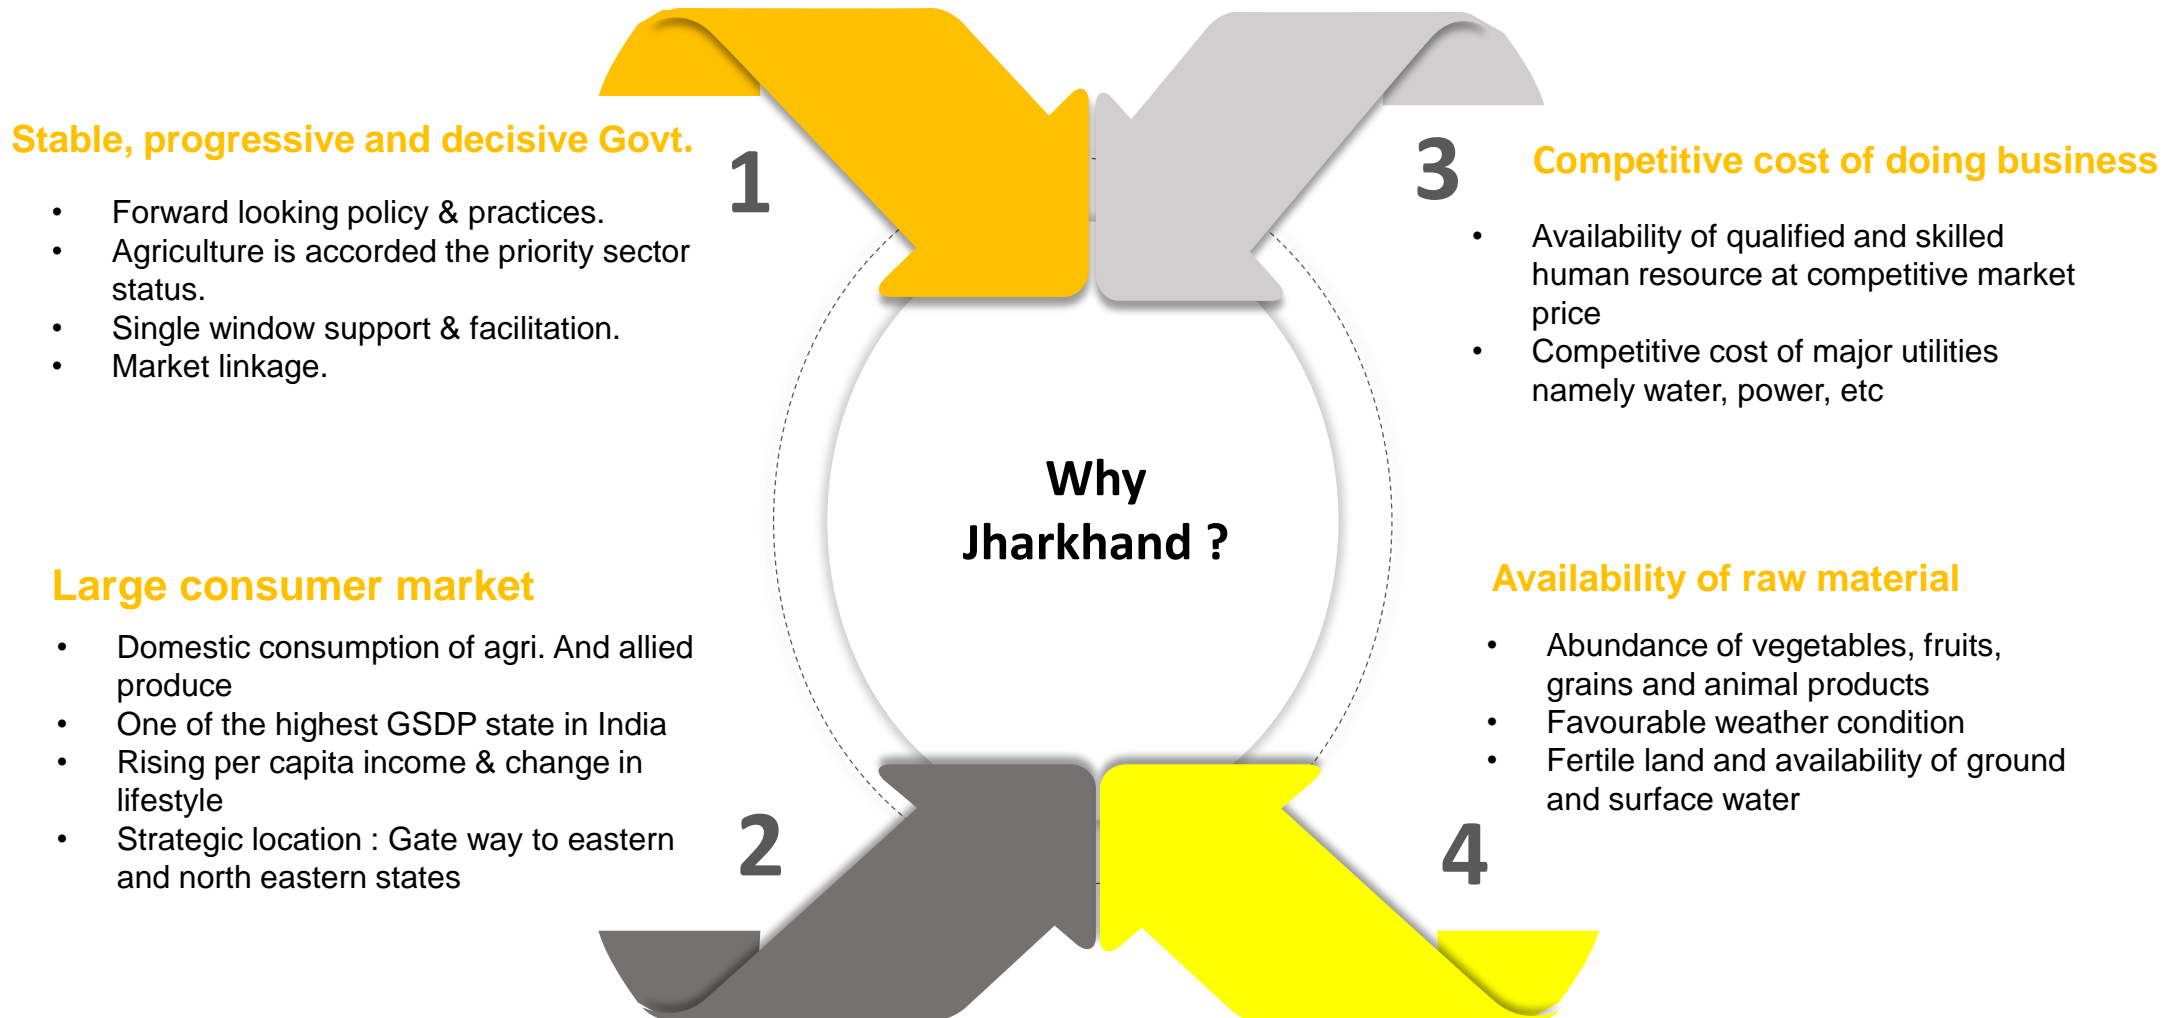 Stable, progressive and decisive Govt.
1
• Forward looking policy & practices.
• Agriculture is accorded the priority sector
status.
• Single window support & facilitation.
• Market linkage.
Large consumer market
• Domestic consumption of agri. And allied
produce
• One of the highest GSDP state in India
• Rising per capita income & change in
lifestyle
• Strategic location : Gate way to eastern
and north eastern states
2
Why
Jharkhand ?
3
Competitive cost of doing business
• Availability of qualified and skilled
human resource at competitive market
price
• Competitive cost of major utilities
namely water, power, etc
Availability of raw material
• Abundance of vegetables, fruits,
grains and animal products
• Favourable weather condition
• Fertile land and availability of ground
and surface water
4